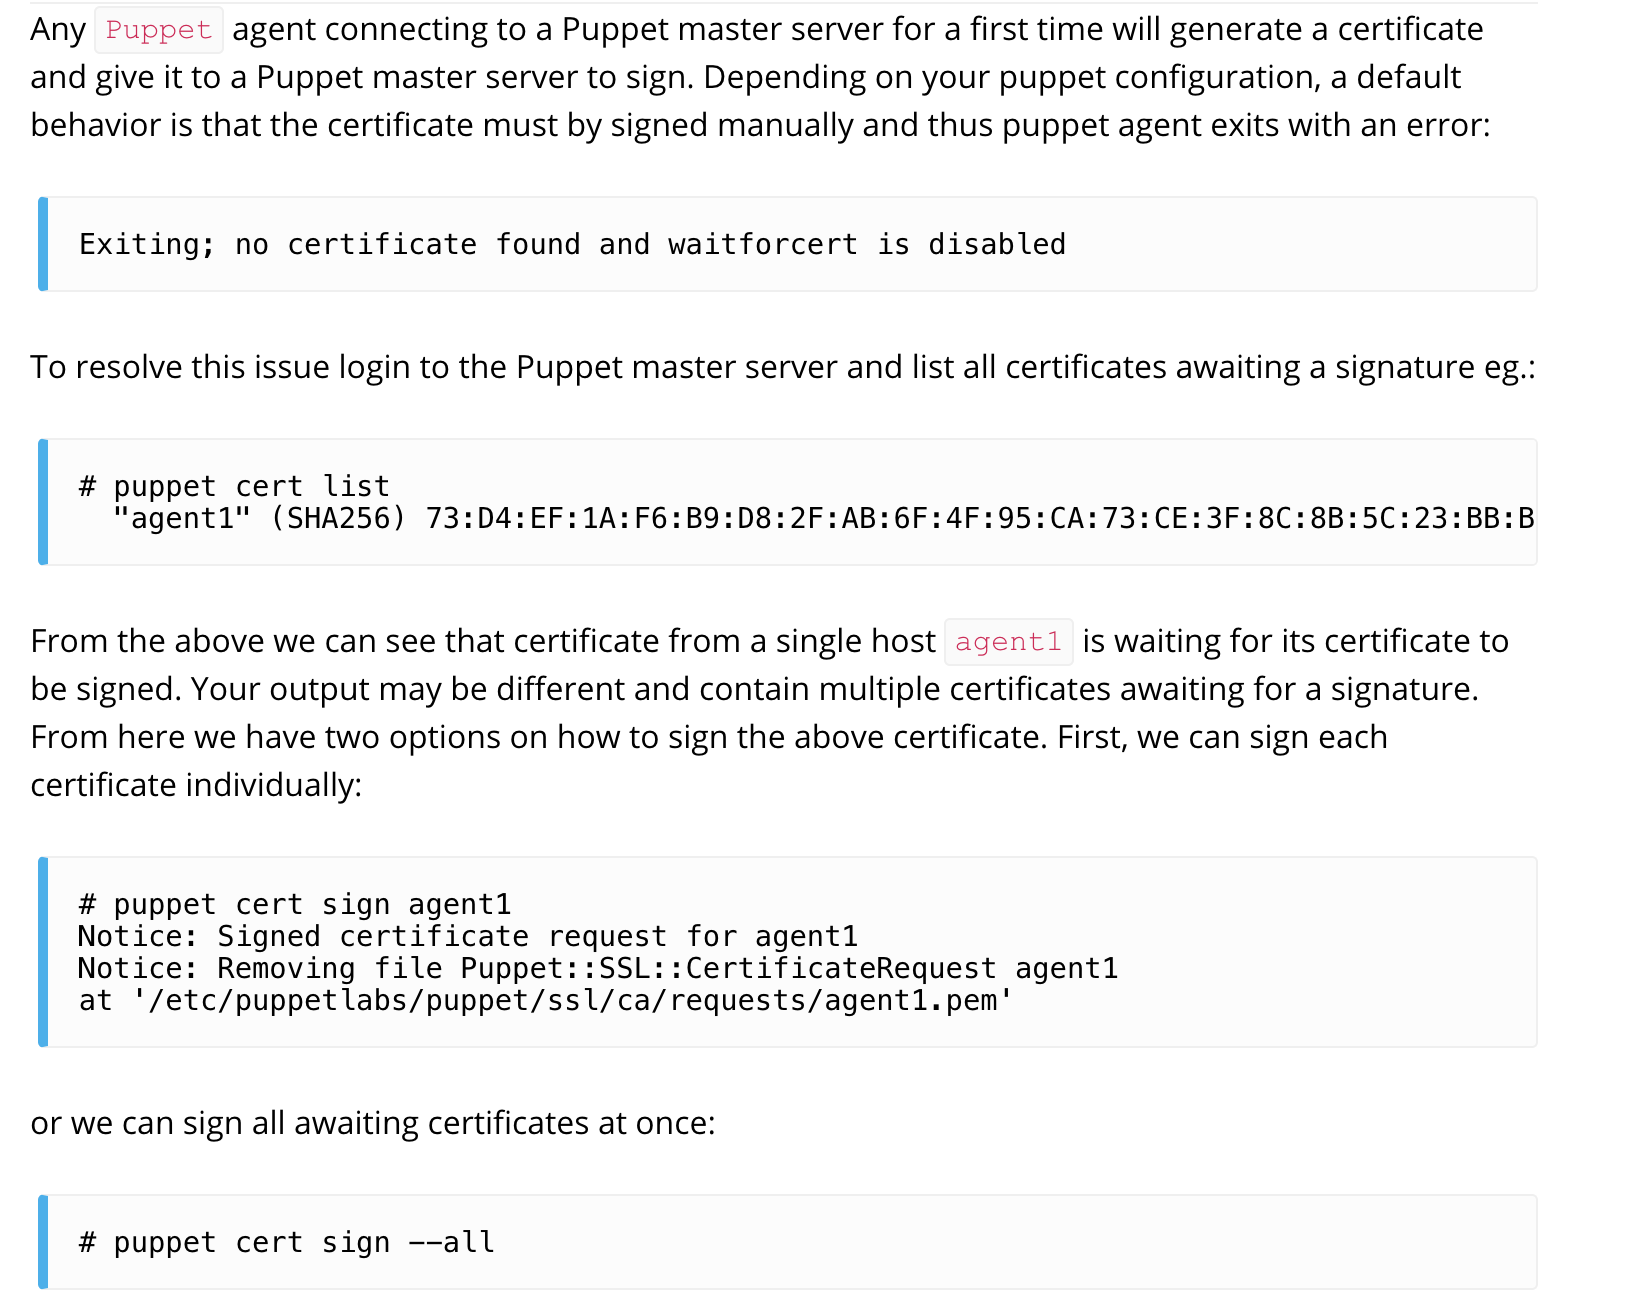 Any Puppet agent connecting to a Puppet master server for a first time will generate a certificate
and give it to a Puppet master server to sign. Depending on your puppet configuration, a default
behavior is that the certificate must by signed manually and thus puppet agent exits with an error:
Exiting; no certificate found and waitforcert is disabled
To resolve this issue login to the Puppet master server and list all certificates awaiting a signature eg.:
# puppet cert list
  "agent1" (SHA256) 73:D4:EF:1A:F6:B9:D8:2F:AB:6F:4F:95:CA:73:CE:3F:8C:8B:5C:23:BB:B
From the above we can see that certificate from a single host agent1 is waiting for its certificate to
be signed. Your output may be different and contain multiple certificates awaiting for a signature.
From here we have two options on how to sign the above certificate. First, we can sign each
certificate individually:
# puppet cert sign agent1
Notice: Signed certificate request for agent1
Notice: Removing file Puppet::SSL::CertificateRequest agent1
at '/etc/puppetlabs/puppet/ssl/ca/requests/agent1.pem'
or we can sign all awaiting certificates at once:
# puppet cert sign --all